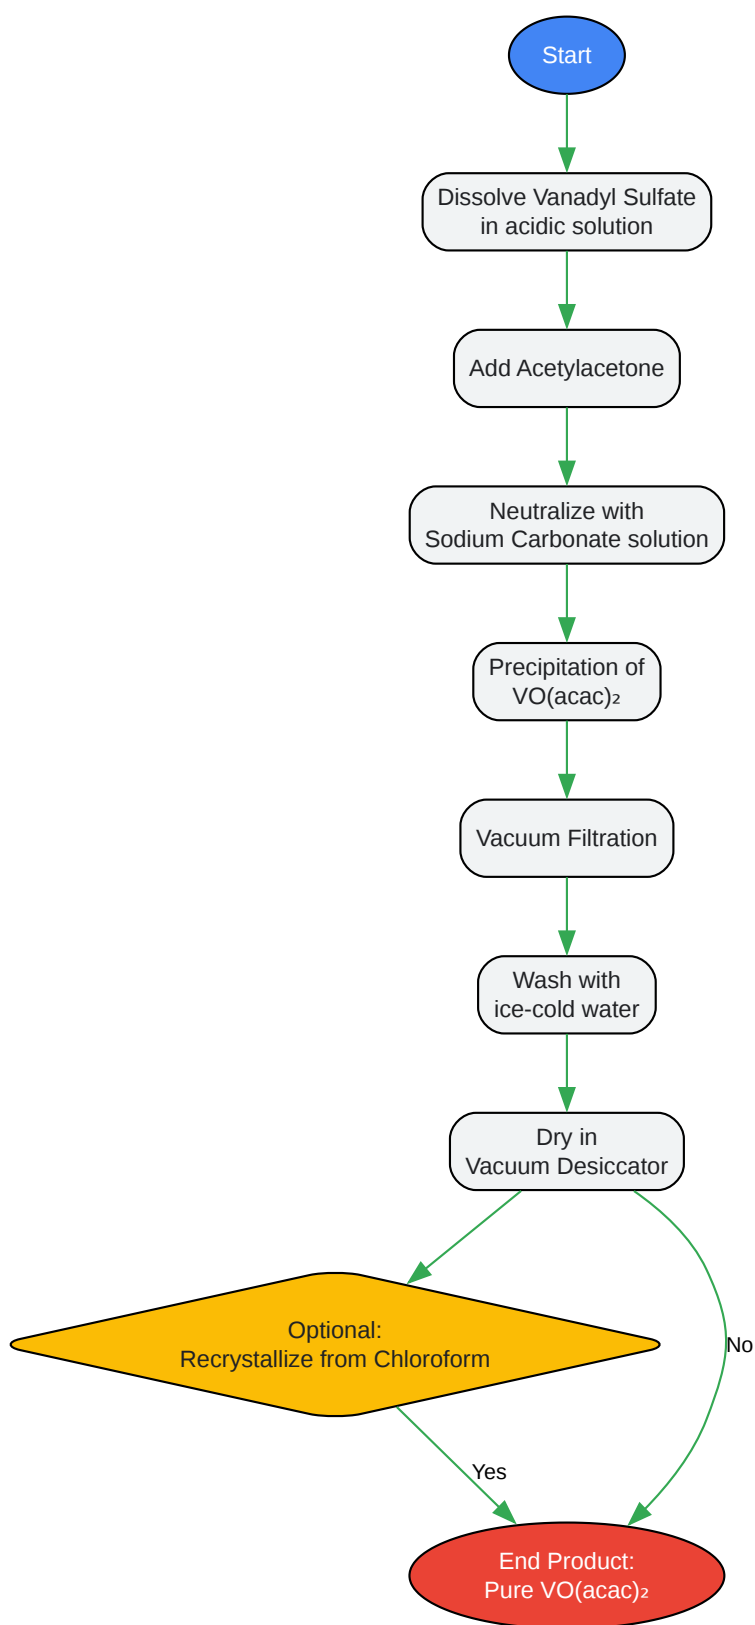 Start
Dissolve Vanadyl Sulfate
in acidic solution
Add Acetylacetone
Neutralize with
Sodium Carbonate solution
Precipitation of
VO(acac)₂
Vacuum Filtration
Wash with
ice-cold water
Dry in
Vacuum Desiccator
Optional:
Recrystallize from Chloroform
No
Yes
End Product:
Pure VO(acac)₂